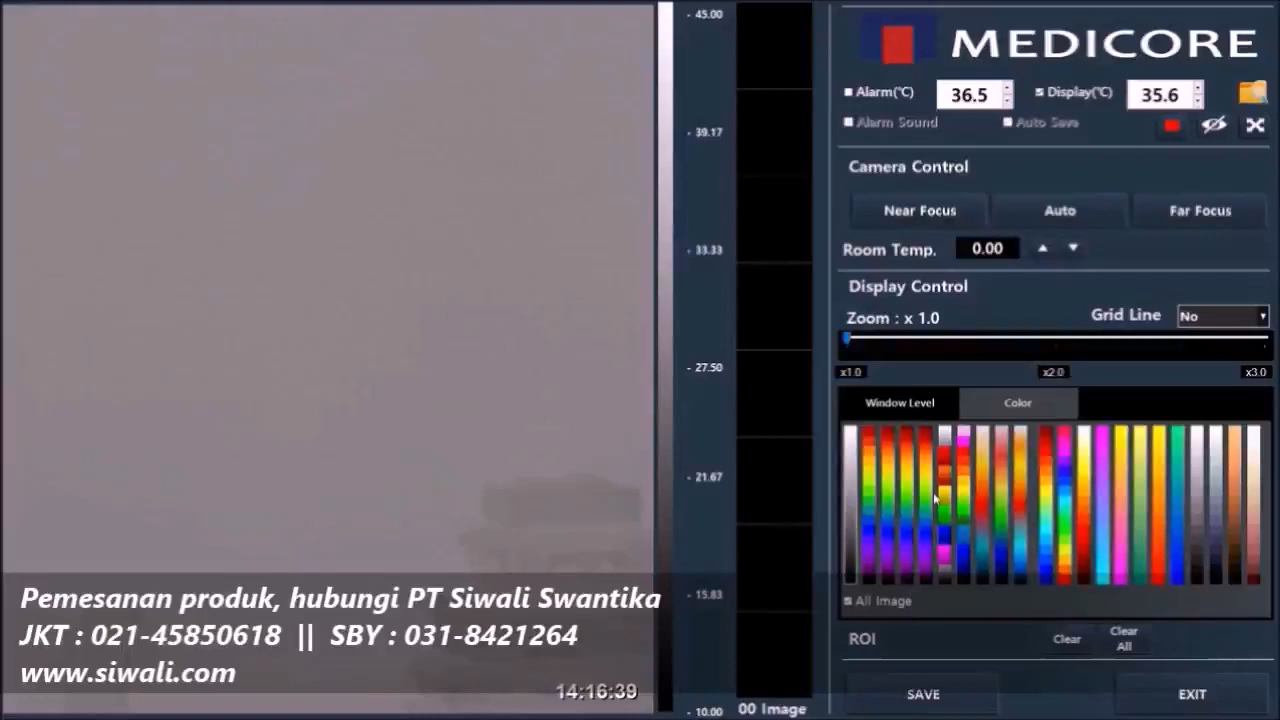 45.00
39.17
33.33
27.50
21.67
15.83
10.00
00 Image
14:16:39
Pemesanan produk, hubungi PT Siwali Swantika
JKT : 021-45850618 || SBY : 031-8421264
www.siwali.com
MEDICORE
Alarm(℃) 36.5 Display(℃) 35.6
Alarm Sound Auto Save
Camera Control
Near Focus Auto Far Focus
Room Temp. 0.00
Display Control
Zoom : x 1.0 Grid Line No
x1.0 x2.0 x3.0
Window Level Color
All Image
ROI Clear Clear All
SAVE EXIT